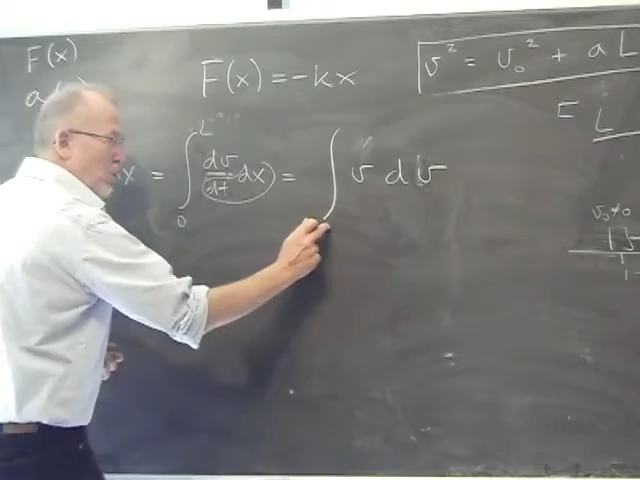 F(x)
F(x) = -kx
v² = v₀² + a L
a
x = ∫₀ᴸ dv/dt dx) = ∫ v dv
E L
v₀ ≠ 0